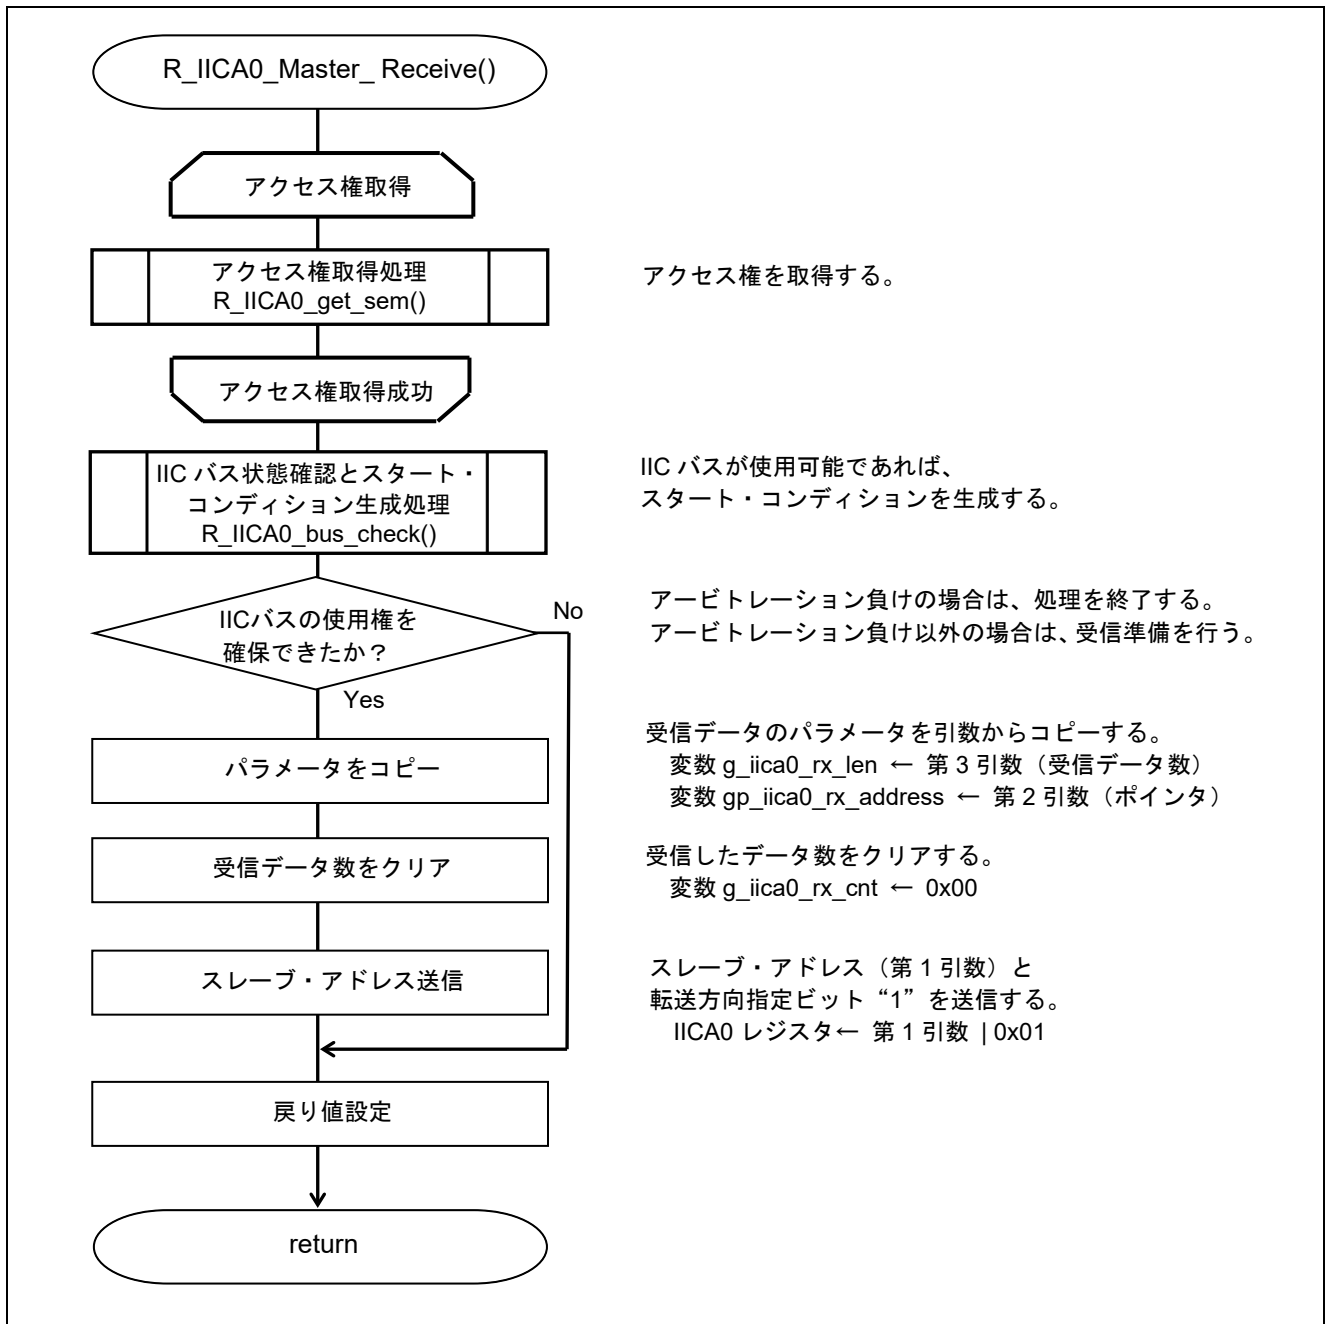 R_IICA0_Master_ Receive()
アクセス権取得
アクセス権取得処理
R_IICA0_get_sem()
アクセス権を取得する。
アクセス権取得成功
IIC バス状態確認とスタート・
コンディション生成処理
R_IICA0_bus_check()
IIC バスが使用可能であれば、
スタート・コンディションを生成する。
IICバスの使用権を
確保できたか？
No
Yes
アービトレーション負けの場合は、処理を終了する。
アービトレーション負け以外の場合は、受信準備を行う。
パラメータをコピー
受信データのパラメータを引数からコピーする。
変数 g_iica0_rx_len ← 第 3 引数（受信データ数）
変数 gp_iica0_rx_address ← 第 2 引数（ポインタ）
受信データ数をクリア
受信したデータ数をクリアする。
変数 g_iica0_rx_cnt ← 0x00
スレーブ・アドレス送信
スレーブ・アドレス（第 1 引数）と
転送方向指定ビット“1”を送信する。
IICA0 レジスタ← 第 1 引数 | 0x01
戻り値設定
return